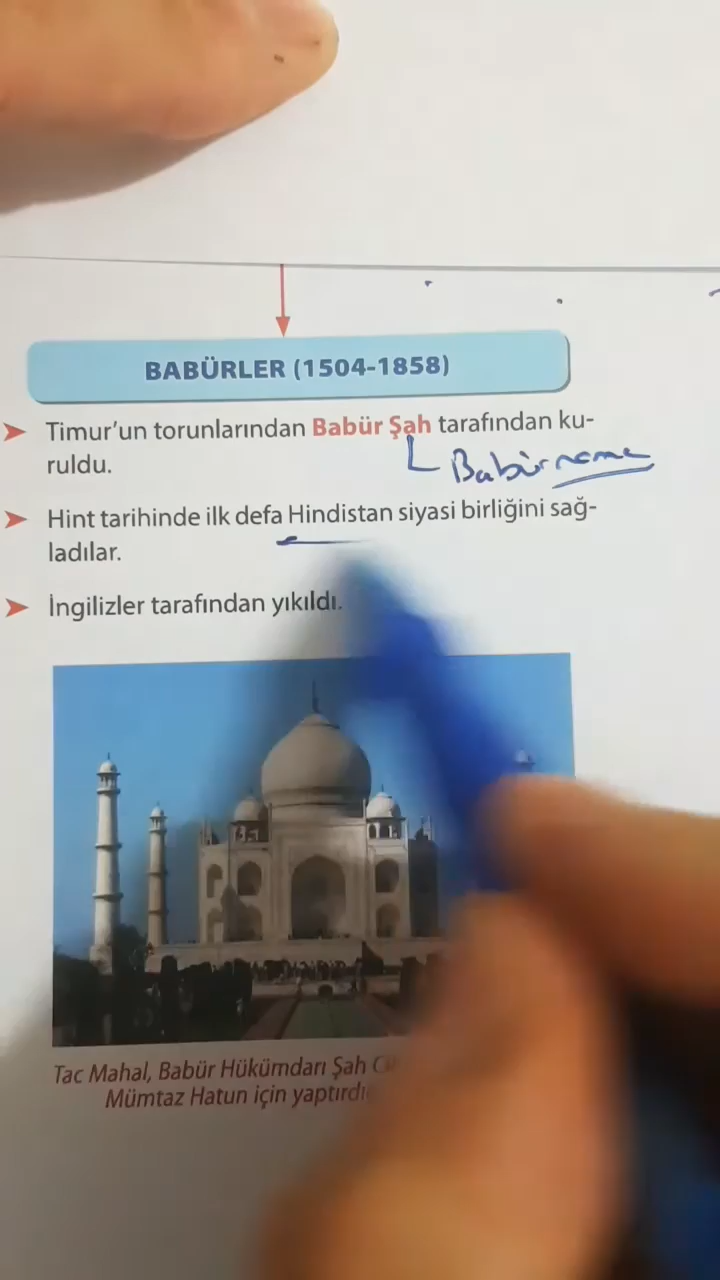 BABÜRLER (1504-1858)
Timur'un torunlarından Babür Şah tarafından ku-
ruldu.
Babürname
Hint tarihinde ilk defa Hindistan siyasi birliğini sağ-
ladılar.
İngilizler tarafından yıkıldı.
Tac Mahal, Babür Hükümdarı Şah
Mümtaz Hatun için